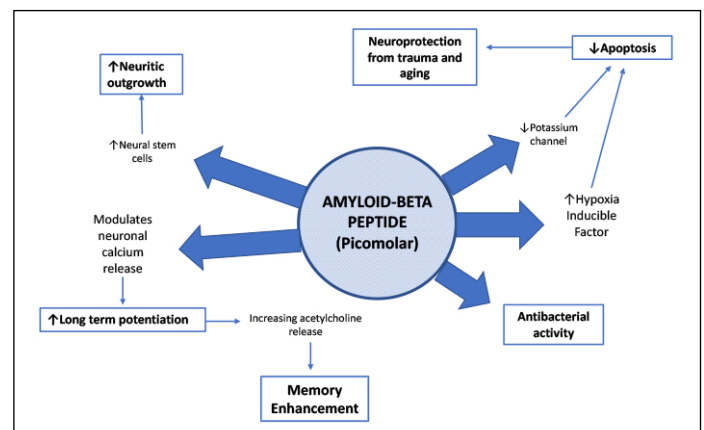 Neuroprotection
from trauma and
aging
↓Apoptosis
↑Neuritic
outgrowth
↑Neural stem
cells
↓Potassium
channel
AMYLOID-BETA
PEPTIDE
(Picomolar)
↑Hypoxia
Inducible
Factor
Modulates
neuronal
calcium
release
↑Long term potentiation
Increasing acetylcholine
release
Antibacterial
activity
Memory
Enhancement